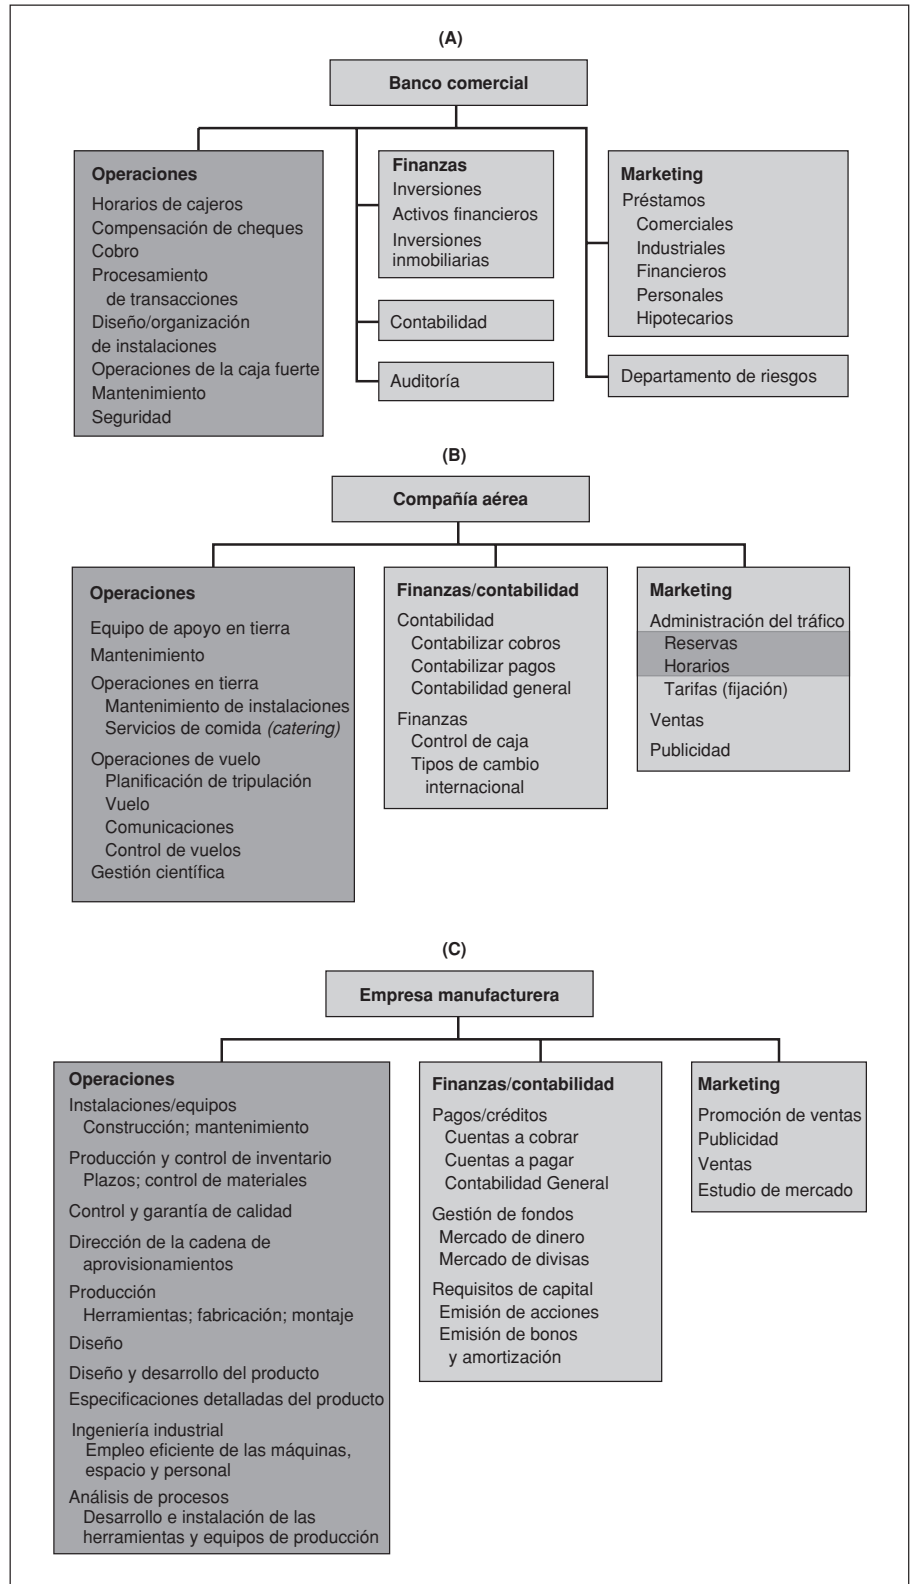 (A)
Banco comercial
Operaciones
Horarios de cajeros
Compensación de cheques
Cobro
Procesamiento
de transacciones
Diseño/organización
de instalaciones
Operaciones de la caja fuerte
Mantenimiento
Seguridad
Finanzas
Inversiones
Activos financieros
Inversiones
inmobiliarias
Contabilidad
Auditoría
Marketing
Préstamos
Comerciales
Industriales
Financieros
Personales
Hipotecarios
Departamento de riesgos
(B)
Compañía aérea
Operaciones
Equipo de apoyo en tierra
Mantenimiento
Operaciones en tierra
Mantenimiento de instalaciones
Servicios de comida (catering)
Operaciones de vuelo
Planificación de tripulación
Vuelo
Comunicaciones
Control de vuelos
Gestión científica
Finanzas/contabilidad
Contabilidad
Contabilizar cobros
Contabilizar pagos
Contabilidad general
Finanzas
Control de caja
Tipos de cambio
internacional
Marketing
Administración del tráfico
Reservas
Horarios
Tarifas (fijación)
Ventas
Publicidad
(C)
Empresa manufacturera
Operaciones
Instalaciones/equipos
Construcción; mantenimiento
Producción y control de inventario
Plazos; control de materiales
Control y garantía de calidad
Dirección de la cadena de
aprovisionamientos
Producción
Herramientas; fabricación; montaje
Diseño
Diseño y desarrollo del producto
Especificaciones detalladas del producto
Ingeniería industrial
Empleo eficiente de las máquinas,
espacio y personal
Análisis de procesos
Desarrollo e instalación de las
herramientas y equipos de producción
Finanzas/contabilidad
Pagos/créditos
Cuentas a cobrar
Cuentas a pagar
Contabilidad General
Gestión de fondos
Mercado de dinero
Mercado de divisas
Requisitos de capital
Emisión de acciones
Emisión de bonos
y amortización
Marketing
Promoción de ventas
Publicidad
Ventas
Estudio de mercado